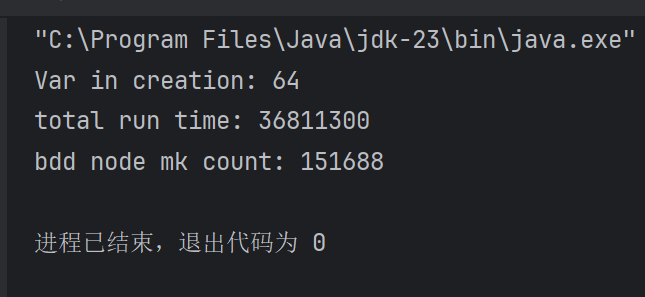 "C:\Program Files\Java\jdk-23\bin\java.exe"
Var in creation: 64
total run time: 36811300
bdd node mk count: 151688
进程已结束，退出代码为 0